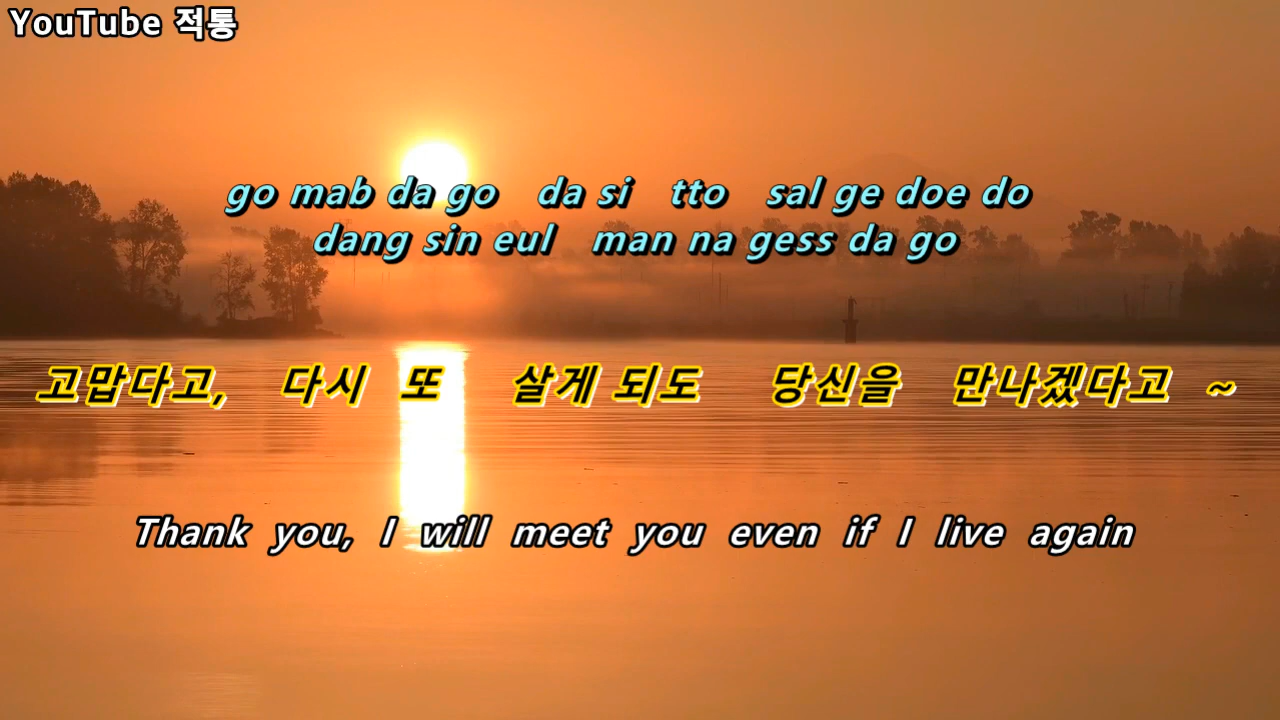 YouTube 적통
go mab da go da si tto sal ge doe do
dang sin eul man na gess da go
고맙다고, 다시 또 살게 되도 당신을 만나겠다고 ~
Thank you, I will meet you even if I live again